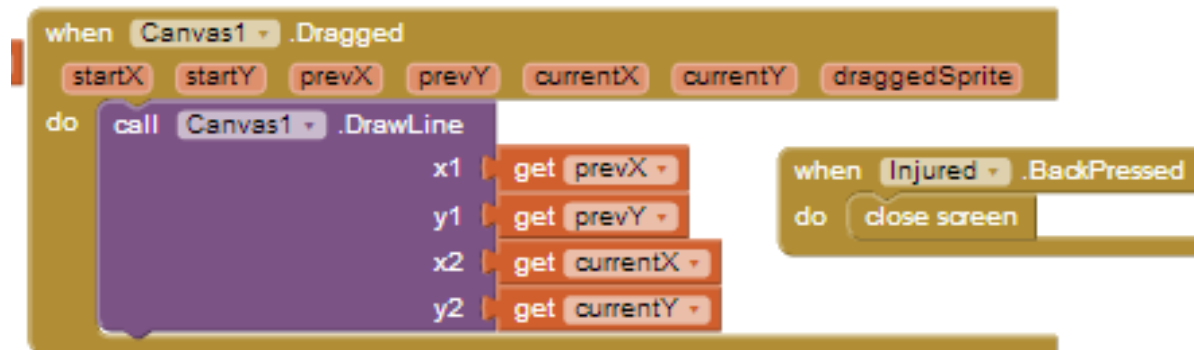 when Canvas1 .Dragged
startX startY prevX prevY currentX currentY draggedSprite
do call Canvas1 .DrawLine
x1 get prevX
y1 get prevY
x2 get currentX
y2 get currentY
when Injured .BackPressed
do close screen